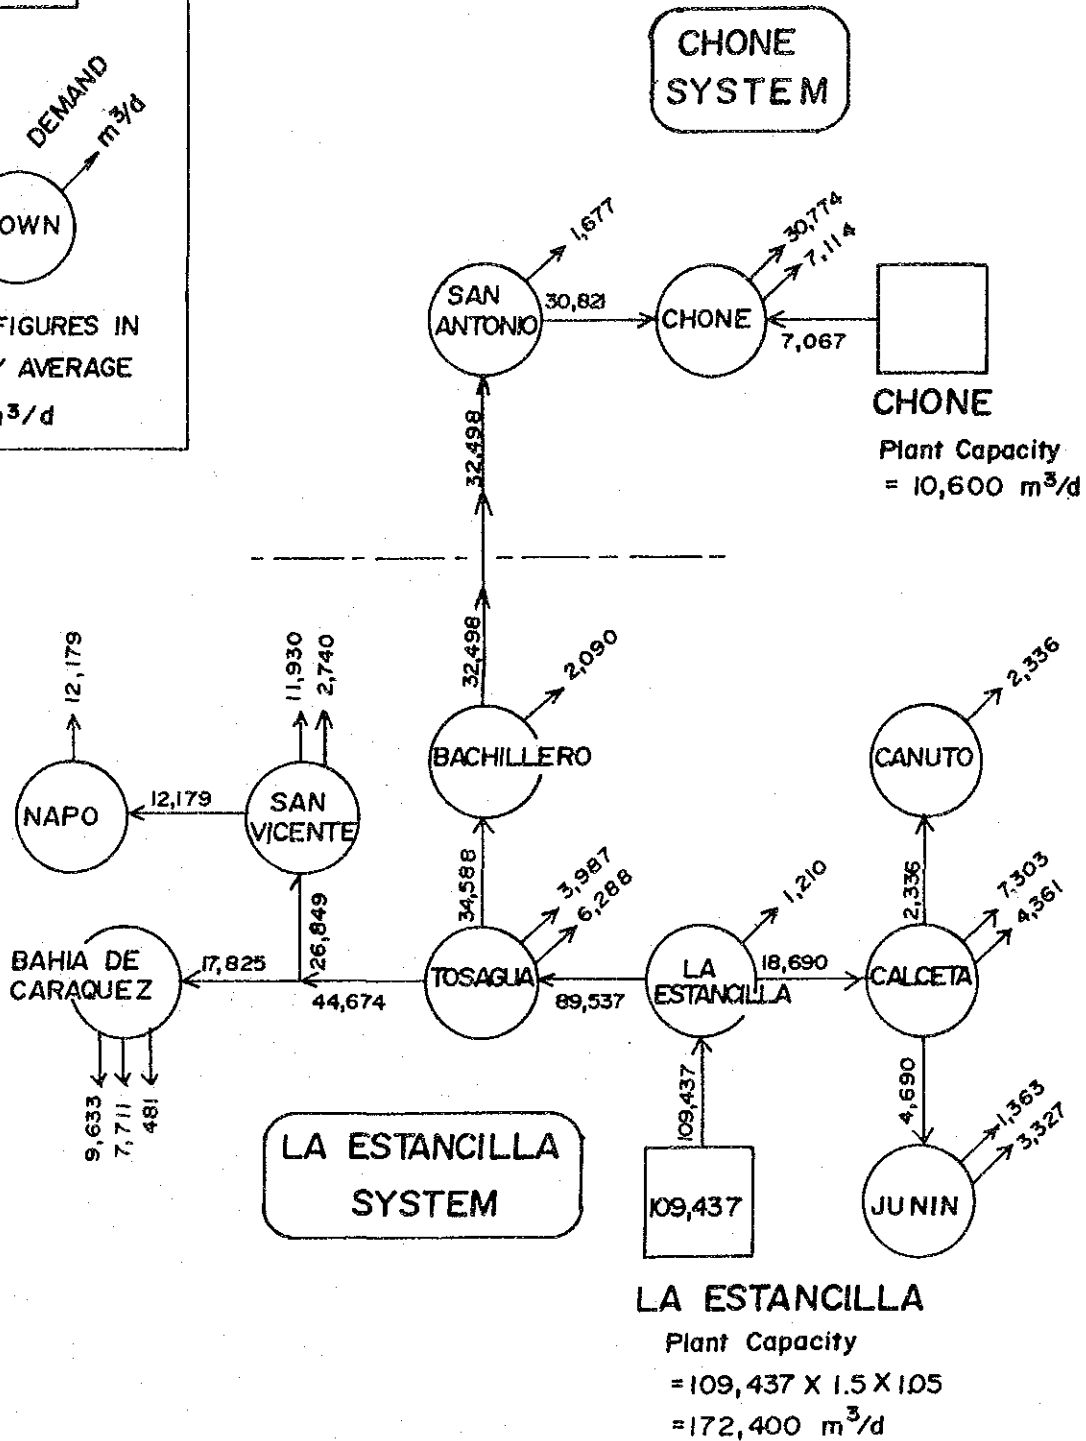 CHONE
SYSTEM
DEMAND
m³/d
OWN
FIGURES IN
Y AVERAGE
m³/d
1,677
30,774
7,114
SAN
ANTONIO
30,821
CHONE
7,067
CHONE
Plant Capacity
= 10,600 m³/d
32,498
32,498
12,179
11,930
2,740
2,090
2,336
BACHILLERO
CANUTO
NAPO
12,179
SAN
VICENTE
34,588
3,987
6,288
1,210
2,336
7,303
4,361
BAHIA DE
CARAQUEZ
17,825
26,849
44,674
TOSAGUA
89,537
LA
ESTANCILLA
18,690
CALCETA
9,633
7,711
481
109,437
4,690
1,363
3,327
LA ESTANCILLA
SYSTEM
109,437
JUNIN
LA ESTANCILLA
Plant Capacity
=109,437 X 1.5 X 1.05
=172,400 m³/d